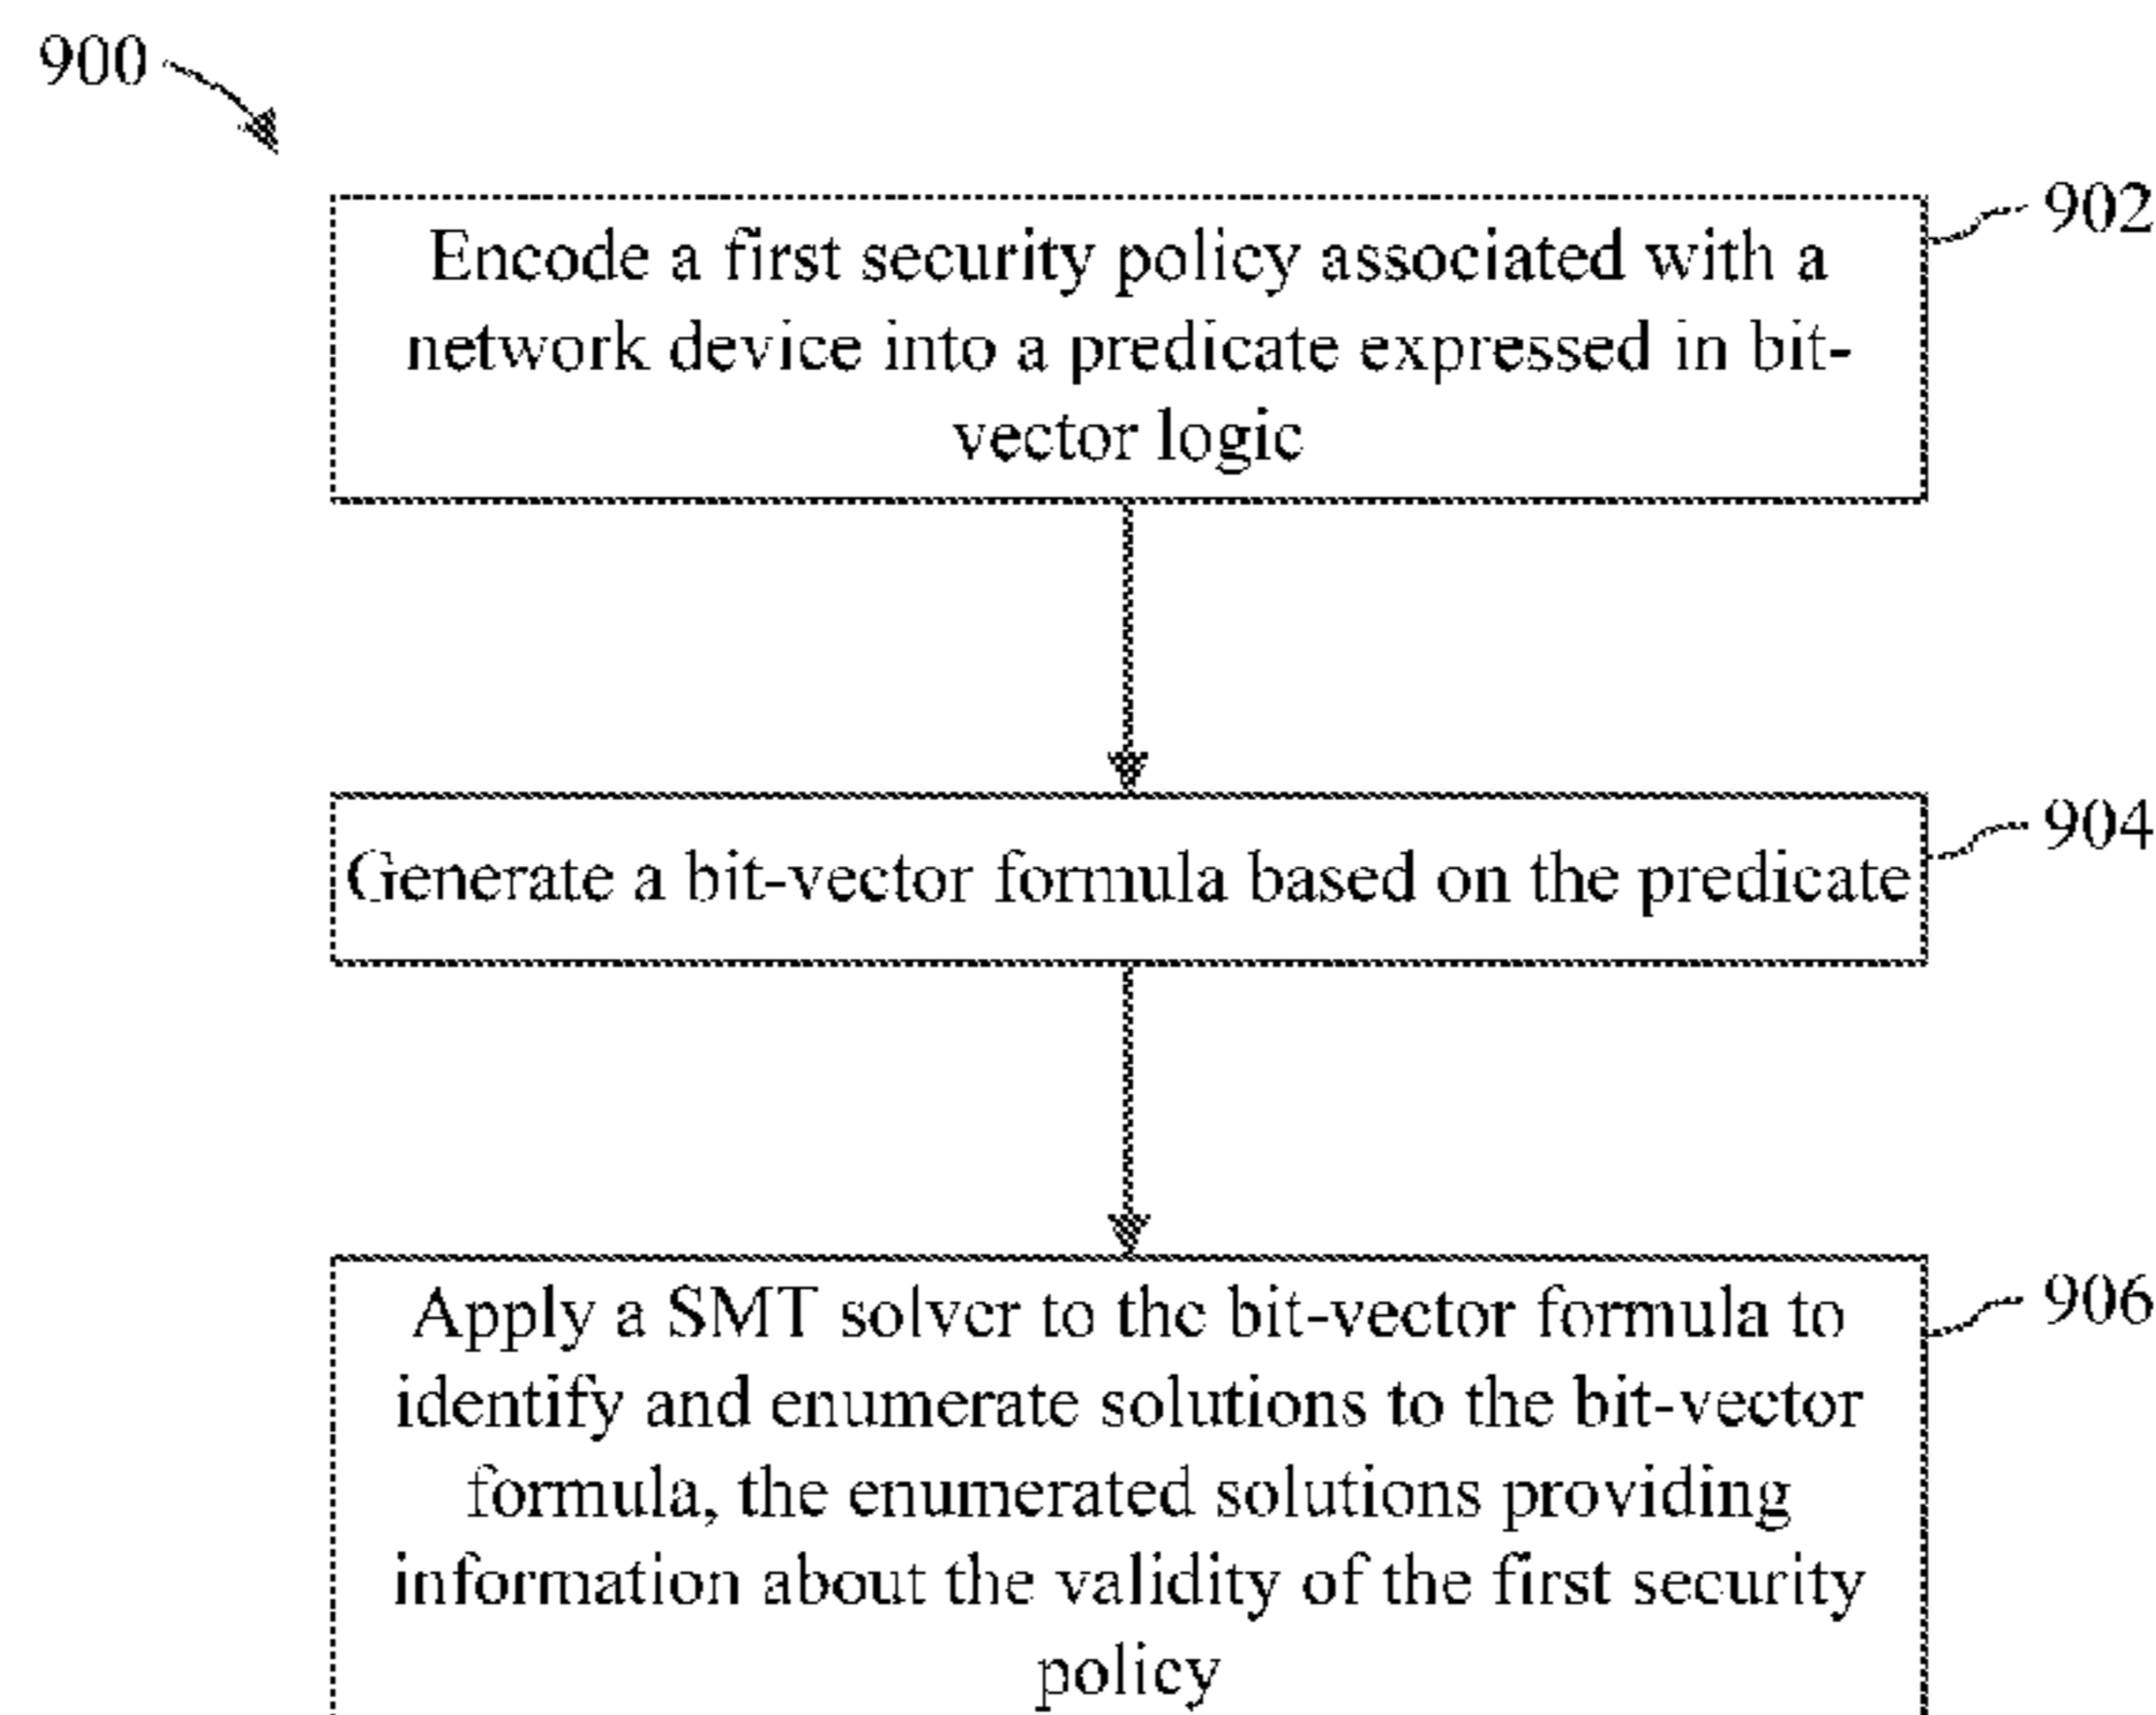 900
902
Encode a first security policy associated with a
network device into a predicate expressed in bit-
vector logic
904
Generate a bit-vector formula based on the predicate
906
Apply a SMT solver to the bit-vector formula to
identify and enumerate solutions to the bit-vector
formula, the enumerated solutions providing
information about the validity of the first security
policy